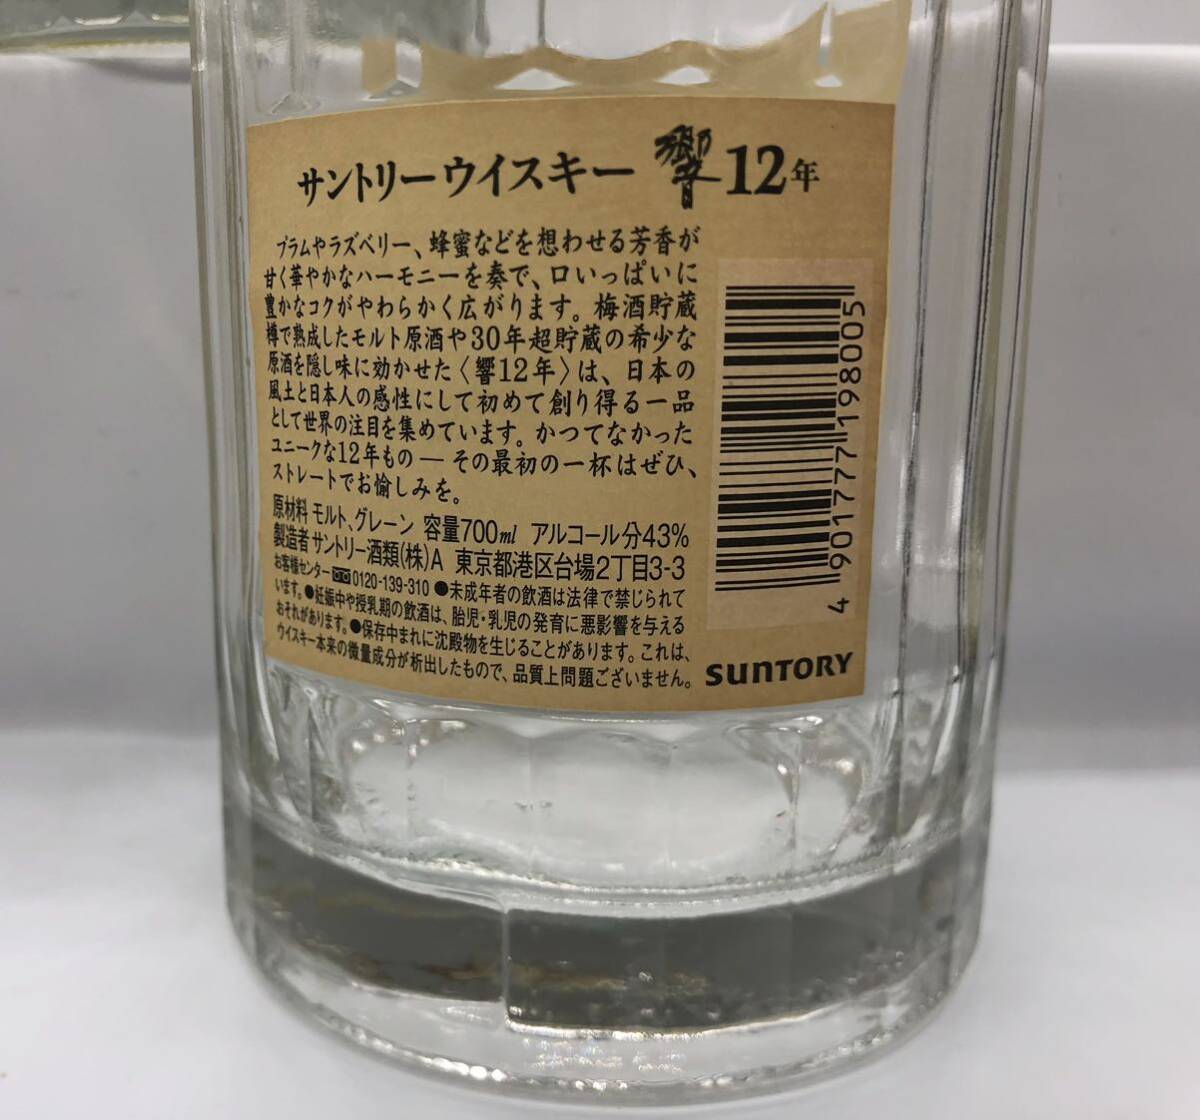 サントリーウイスキー 響 12年
プラムやラズベリー、蜂蜜などを想わせる芳香が
甘く華やかなハーモニーを奏で、口いっぱいに
豊かなコクがやわらかく広がります。梅酒貯蔵
樽で熟成したモルト原酒や30年超貯蔵の希少な
原酒を隠し味に効かせた〈響12年〉は、日本の
風土と日本人の感性にして初めて創り得る一品
として世界の注目を集めています。かつてなかった
ユニークな12年もの―その最初の一杯はぜひ、
ストレートでお愉しみを。
原材料 モルト、グレーン 容量700ml アルコール分43%
製造者 サントリー酒類(株)A 東京都港区台場2丁目3-3
お客様センター 0120-139-310 ●未成年者の飲酒は法律で禁じられて
います。●妊娠中や授乳期の飲酒は、胎児・乳児の発育に悪影響を与える
おそれがあります。●保存中まれに沈殿物を生じることがあります。これは、
ウイスキー本来の微量成分が析出したもので、品質上問題ございません。
4 901777 198005
SUNTORY